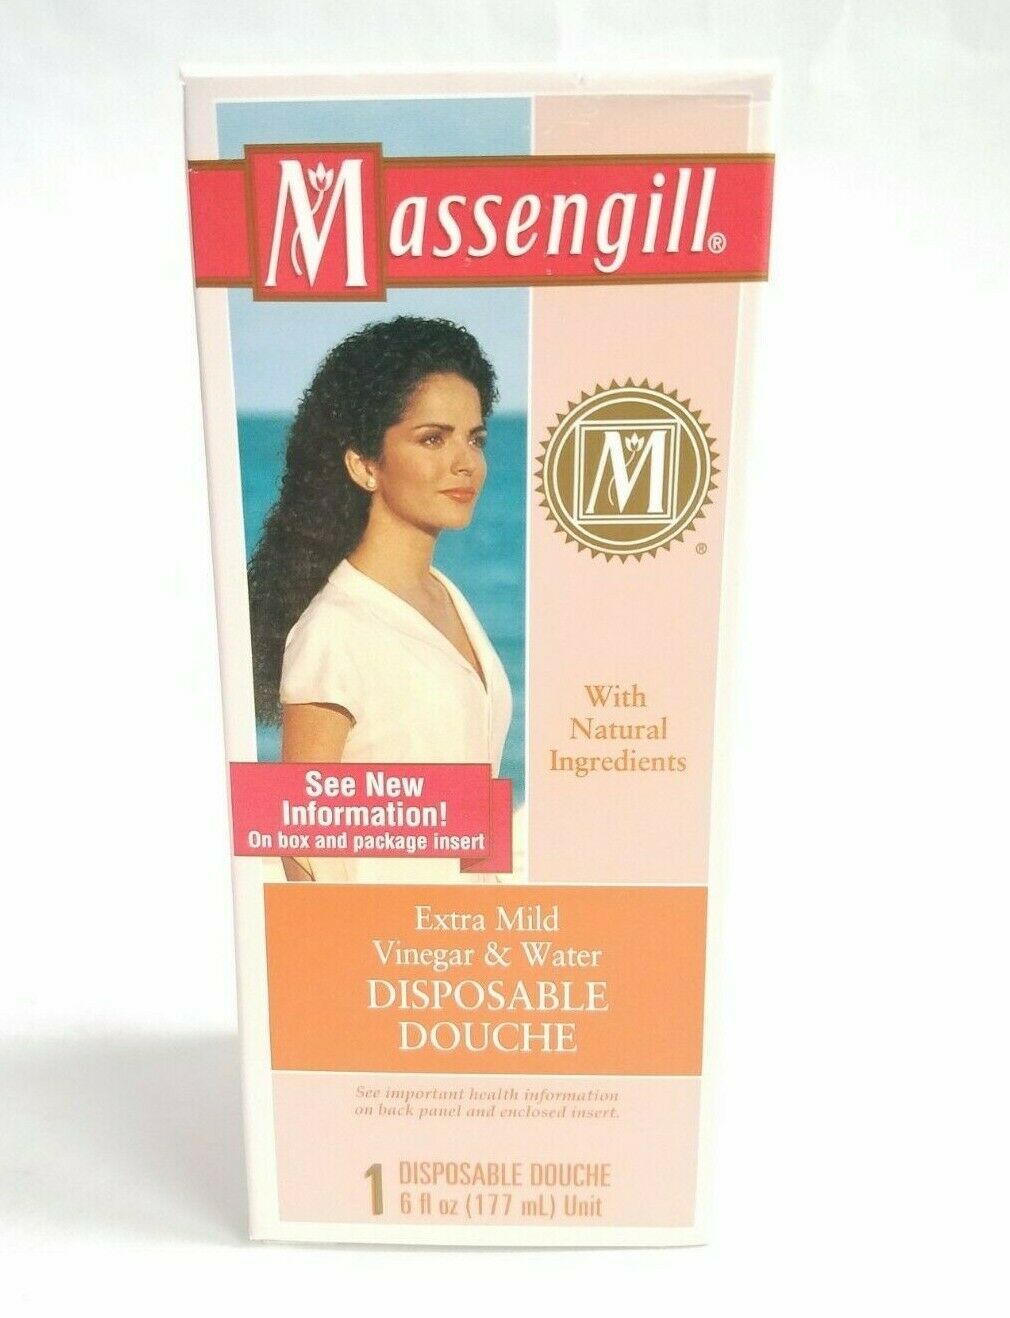 Massengill®
M
®
With
Natural
Ingredients
See New
Information!
On box and package insert
Extra Mild
Vinegar & Water
DISPOSABLE
DOUCHE
See important health information
on back panel and enclosed insert.
1 DISPOSABLE DOUCHE
6 fl oz (177 mL) Unit